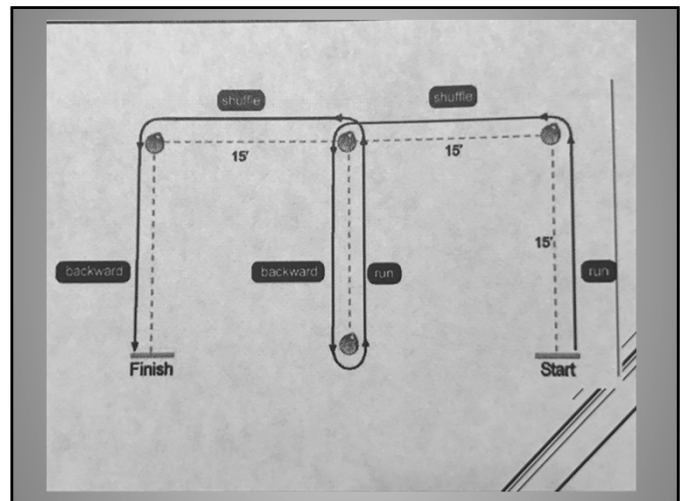 shuffle
shuffle
15'
15'
15'
backward
backward
run
run
Finish
Start